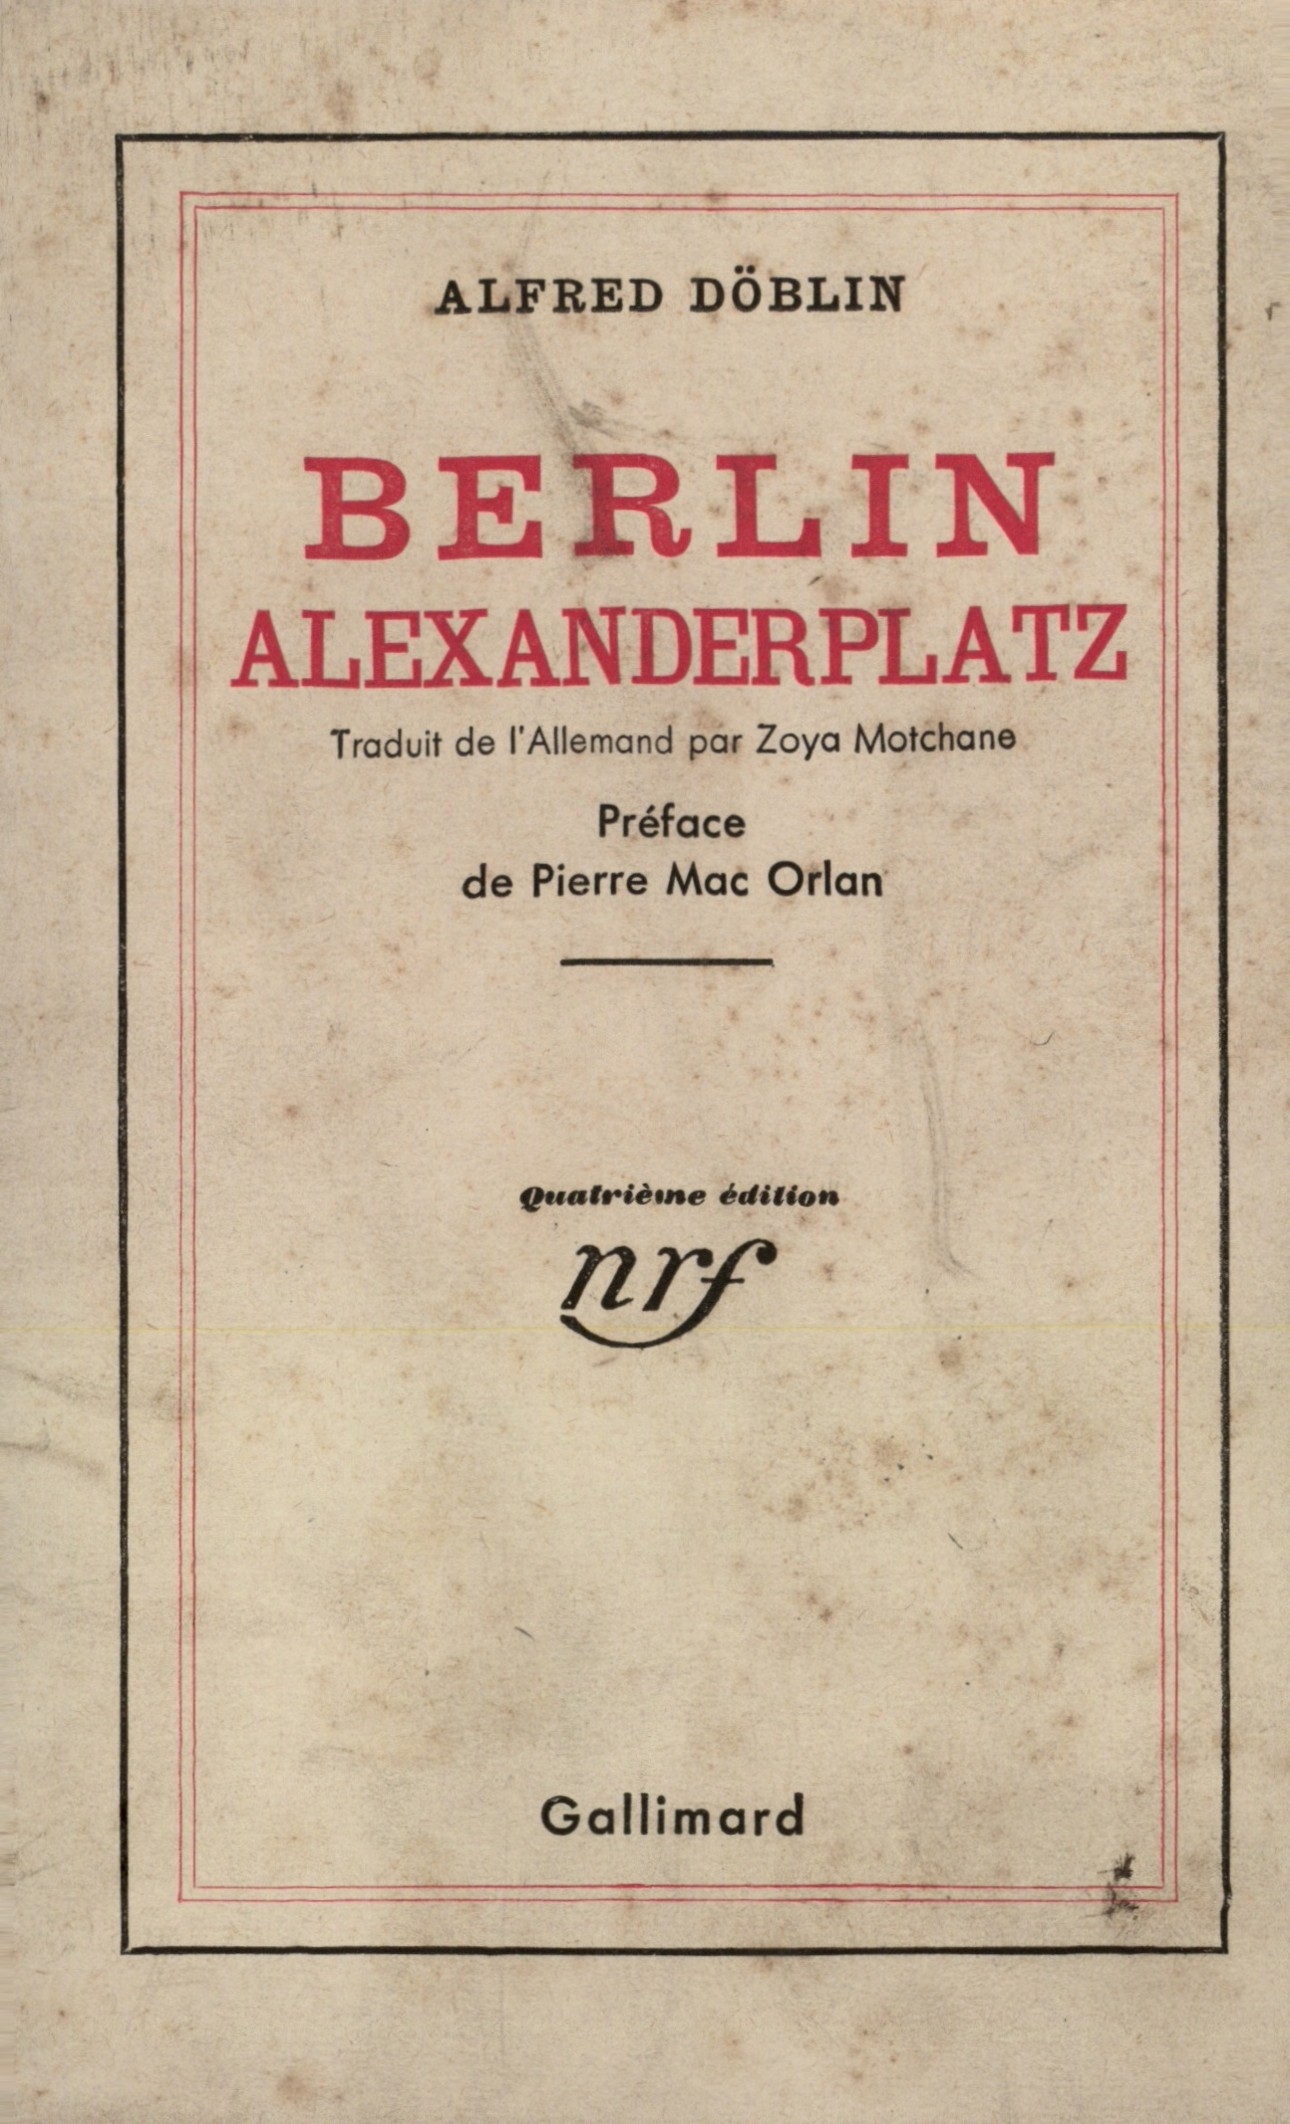 ALFRED DÖBLIN
BERLIN
ALEXANDERPLATZ
Traduit de l'Allemand par Zoya Motchane
Préface
de Pierre Mac Orlan
Quatrième édition
nrf
Gallimard